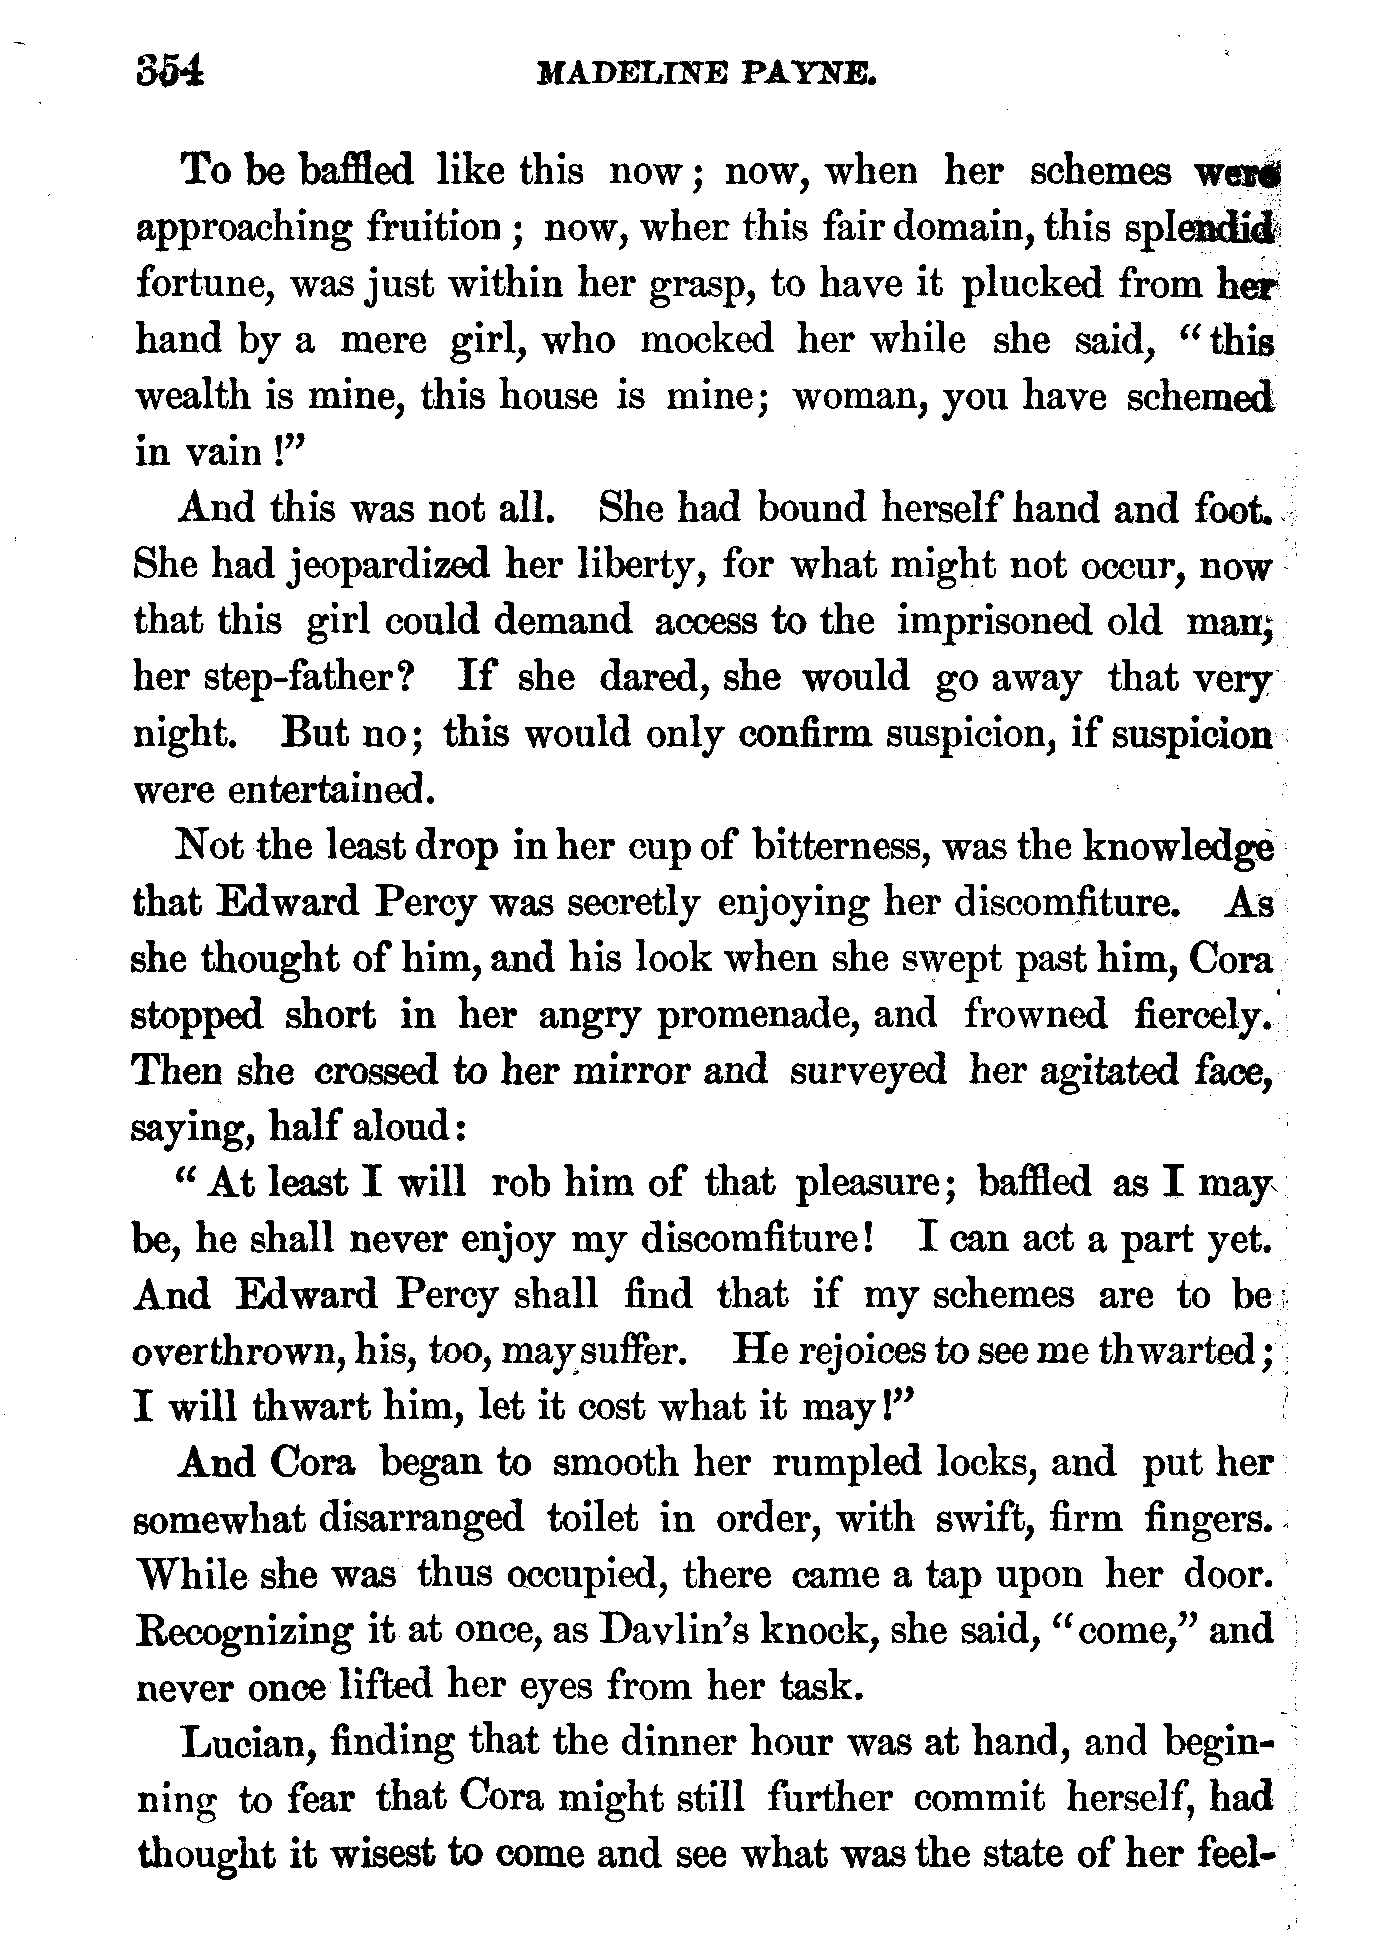 354 MADELINE PAYNE.
To be baffled like this now; now, when her schemes were
approaching fruition; now, when this fair domain, this splendid
fortune, was just within her grasp, to have it plucked from her
hand by a mere girl, who mocked her while she said, “this
wealth is mine, this house is mine; woman, you have schemed
in vain!”
And this was not all. She had bound herself hand and foot.
She had jeopardized her liberty, for what might not occur, now
that this girl could demand access to the imprisoned old man,
her step-father? If she dared, she would go away that very
night. But no; this would only confirm suspicion, if suspicion
were entertained.
Not the least drop in her cup of bitterness, was the knowledge
that Edward Percy was secretly enjoying her discomfiture. As
she thought of him, and his look when she swept past him, Cora
stopped short in her angry promenade, and frowned fiercely.
Then she crossed to her mirror and surveyed her agitated face,
saying, half aloud:
“At least I will rob him of that pleasure; baffled as I may
be, he shall never enjoy my discomfiture! I can act a part yet.
And Edward Percy shall find that if my schemes are to be
overthrown, his, too, may suffer. He rejoices to see me thwarted;
I will thwart him, let it cost what it may!”
And Cora began to smooth her rumpled locks, and put her
somewhat disarranged toilet in order, with swift, firm fingers.
While she was thus occupied, there came a tap upon her door.
Recognizing it at once, as Davlin’s knock, she said, “come,” and
never once lifted her eyes from her task.
Lucian, finding that the dinner hour was at hand, and begin-
ning to fear that Cora might still further commit herself, had
thought it wisest to come and see what was the state of her feel-